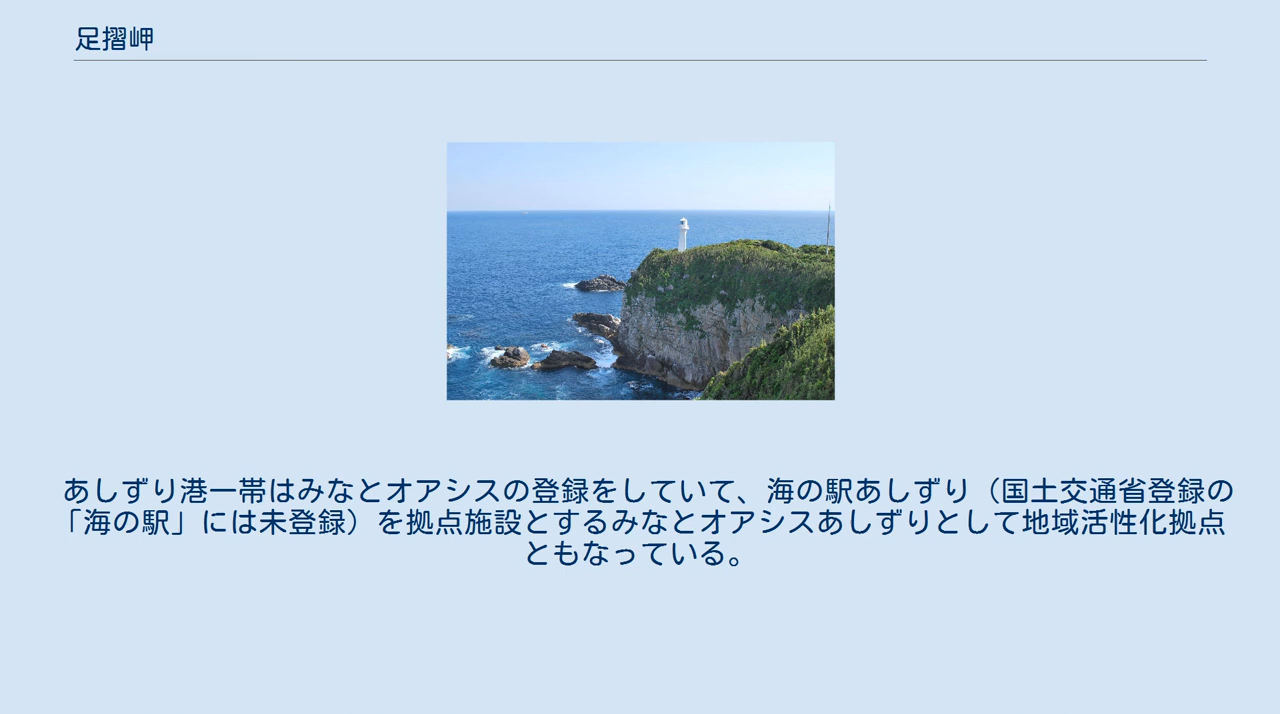 足摺岬
あしずり港一帯はみなとオアシスの登録をしていて、海の駅あしずり（国土交通省登録の
「海の駅」には未登録）を拠点施設とするみなとオアシスあしずりとして地域活性化拠点
ともなっている。